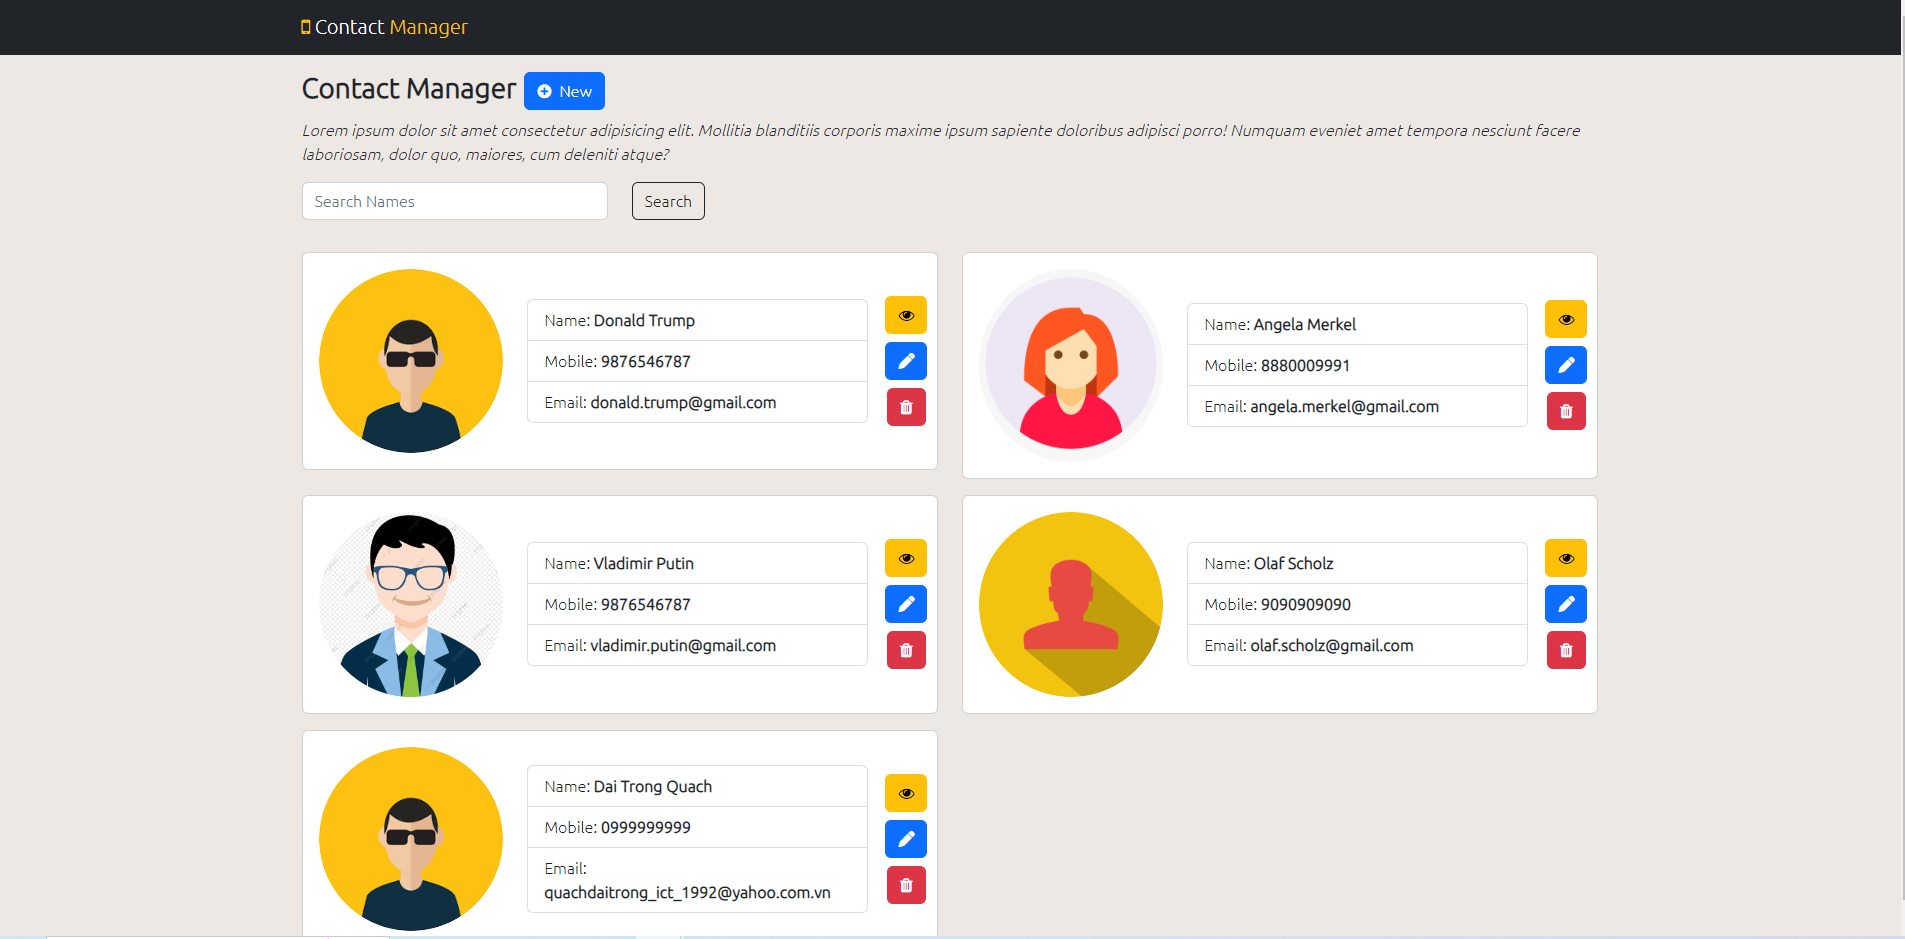 Contact Manager
Contact Manager
New
Lorem ipsum dolor sit amet consectetur adipisicing elit. Mollitia blanditiis corporis maxime ipsum sapiente doloribus adipisci porro! Numquam eveniet amet tempora nesciunt facere
laboriosam, dolor quo, maiores, cum deleniti atque?
Search Names
Search
Name: Donald Trump
Mobile: 9876546787
Email: donald.trump@gmail.com
Name: Angela Merkel
Mobile: 8880009991
Email: angela.merkel@gmail.com
Name: Vladimir Putin
Mobile: 9876546787
Email: vladimir.putin@gmail.com
Name: Olaf Scholz
Mobile: 9090909090
Email: olaf.scholz@gmail.com
Name: Dai Trong Quach
Mobile: 0999999999
Email:
quachdaitrong_ict_1992@yahoo.com.vn